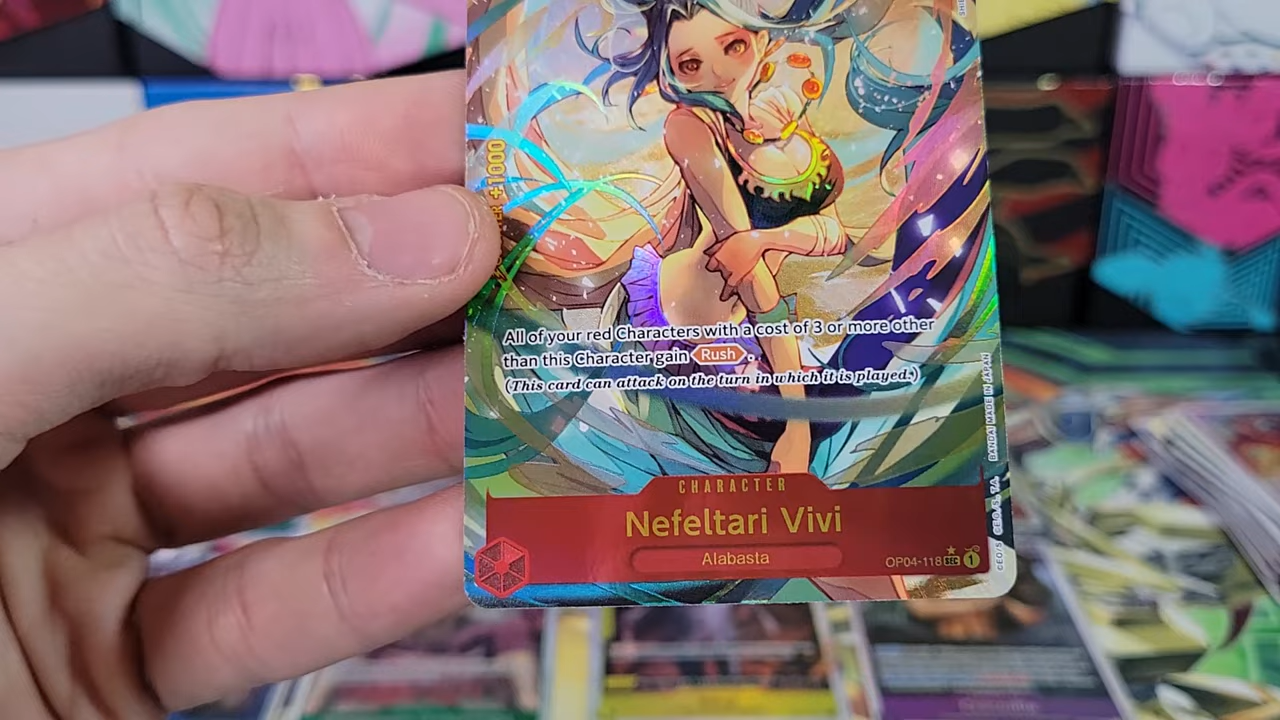 +1000
All of your red Characters with a cost of 3 or more other
than this Character gain Rush .
(This card can attack on the turn in which it is played.)
BANDAI MADE IN JAPAN
CHARACTER
Nefeltari Vivi
Alabasta
OP04-118 SEC 1